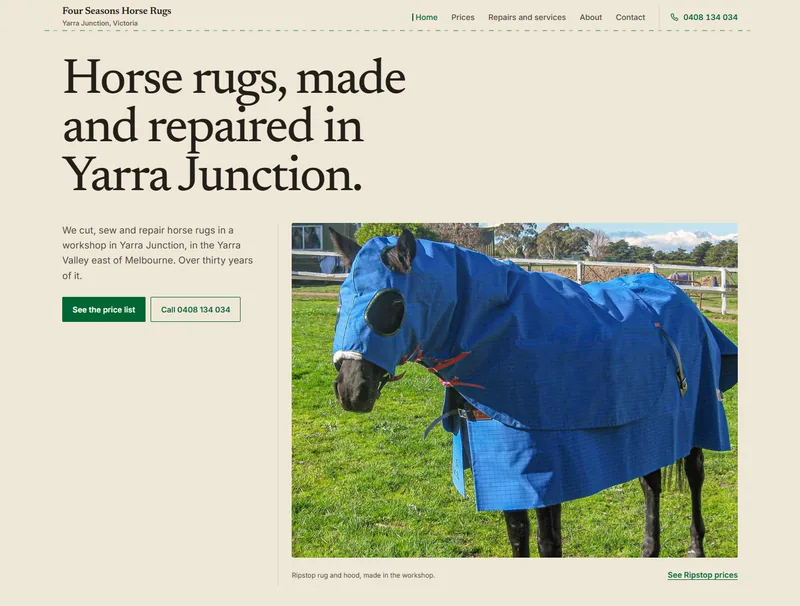 Four Seasons Horse Rugs
Yarra Junction, Victoria
Home
Prices
Repairs and services
About
Contact
0408 134 034
Horse rugs, made
and repaired in
Yarra Junction.
We cut, sew and repair horse rugs in a
workshop in Yarra Junction, in the Yarra
Valley east of Melbourne. Over thirty years
of it.
See the price list
Call 0408 134 034
Ripstop rug and hood, made in the workshop.
See Ripstop prices